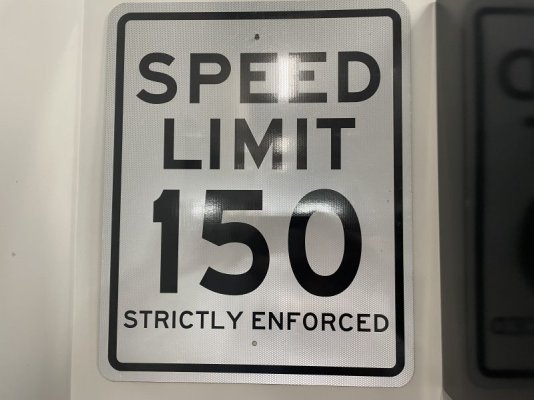 SPEED
LIMIT
150
STRICTLY ENFORCED